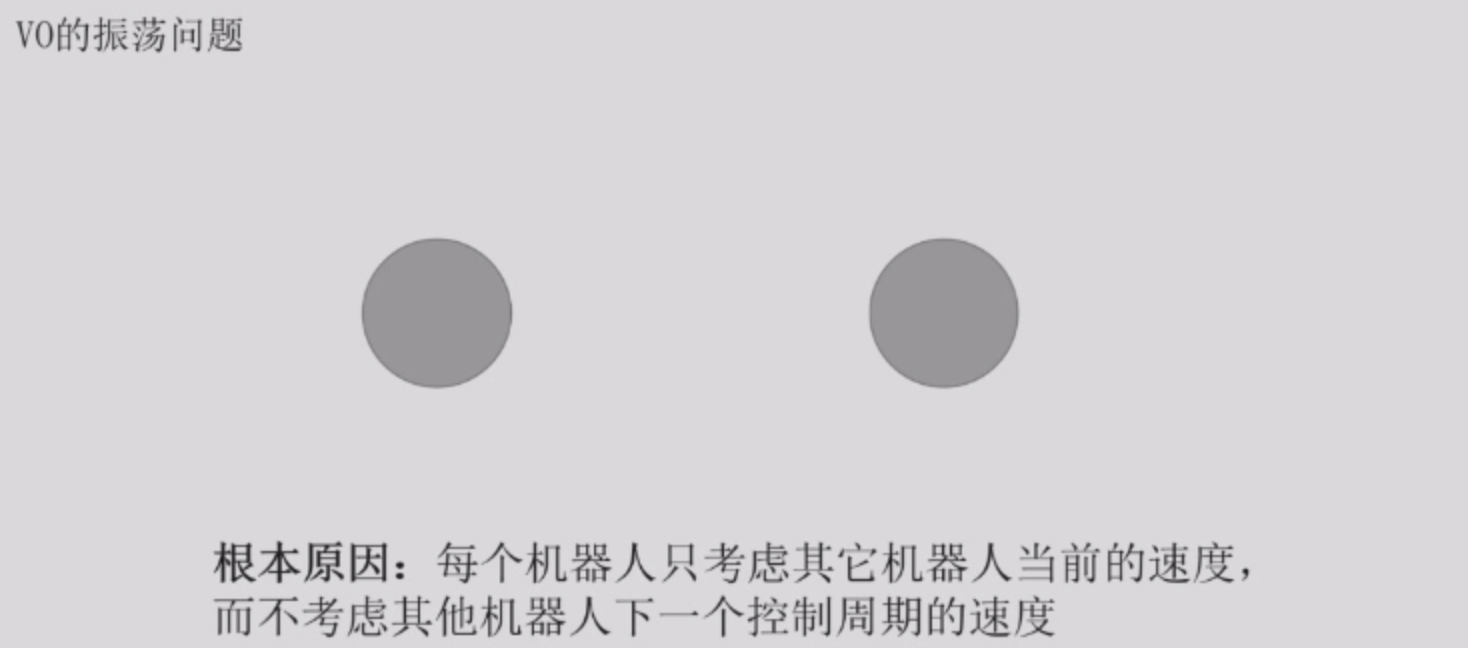 VO的振荡问题
根本原因：每个机器人只考虑其它机器人当前的速度，
而不考虑其他机器人下一个控制周期的速度